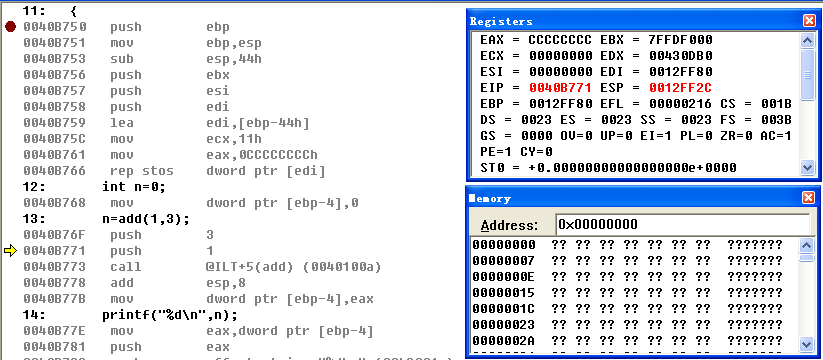 11:   {
0040B750   push        ebp
0040B751   mov         ebp,esp
0040B753   sub         esp,44h
0040B756   push        ebx
0040B757   push        esi
0040B758   push        edi
0040B759   lea         edi,[ebp-44h]
0040B75C   mov         ecx,11h
0040B761   mov         eax,0CCCCCCCCh
0040B766   rep stos    dword ptr [edi]
12:       int n=0;
0040B768   mov         dword ptr [ebp-4],0
13:       n=add(1,3);
0040B76F   push        3
0040B771   push        1
0040B773   call        @ILT+5(add) (0040100a)
0040B778   add         esp,8
0040B77B   mov         dword ptr [ebp-4],eax
14:       printf("%d\n",n);
0040B77E   mov         eax,dword ptr [ebp-4]
0040B781   push        eax
Registers
EAX = CCCCCCCC EBX = 7FFDF000
ECX = 00000000 EDX = 00430DB0
ESI = 00000000 EDI = 0012FF80
EIP = 0040B771 ESP = 0012FF2C
EBP = 0012FF80 EFL = 00000216 CS = 001B
DS = 0023 ES = 0023 SS = 0023 FS = 003B
GS = 0000 OV=0 UP=0 EI=1 PL=0 ZR=0 AC=1
PE=1 CY=0
ST0 = +0.00000000000000000e+0000
Memory
Address: 0x00000000
00000000  ?? ?? ?? ?? ?? ?? ??  ???????
00000007  ?? ?? ?? ?? ?? ?? ??  ???????
0000000E  ?? ?? ?? ?? ?? ?? ??  ???????
00000015  ?? ?? ?? ?? ?? ?? ??  ???????
0000001C  ?? ?? ?? ?? ?? ?? ??  ???????
00000023  ?? ?? ?? ?? ?? ?? ??  ???????
0000002A  ?? ?? ?? ?? ?? ?? ??  ???????